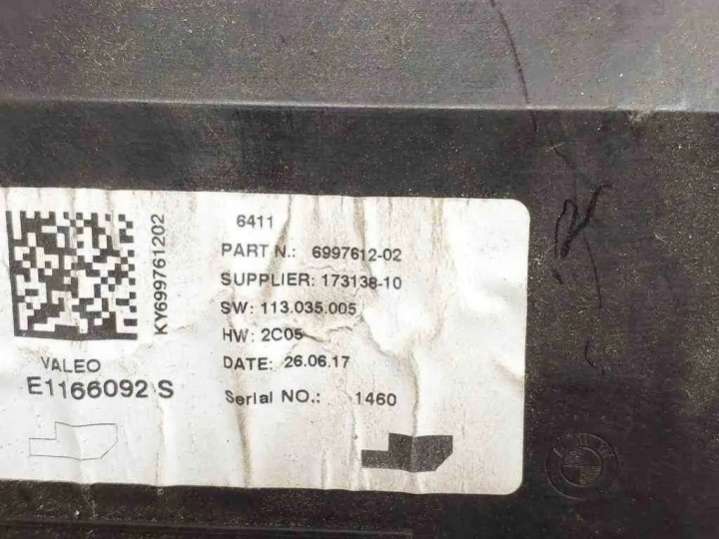 6411
PART N.: 6997612-02
SUPPLIER: 173138-10
SW: 113.035.005
HW: 2C05
DATE: 26.06.17
Serial NO.: 1460
KY699761202
VALEO
E1166092 S